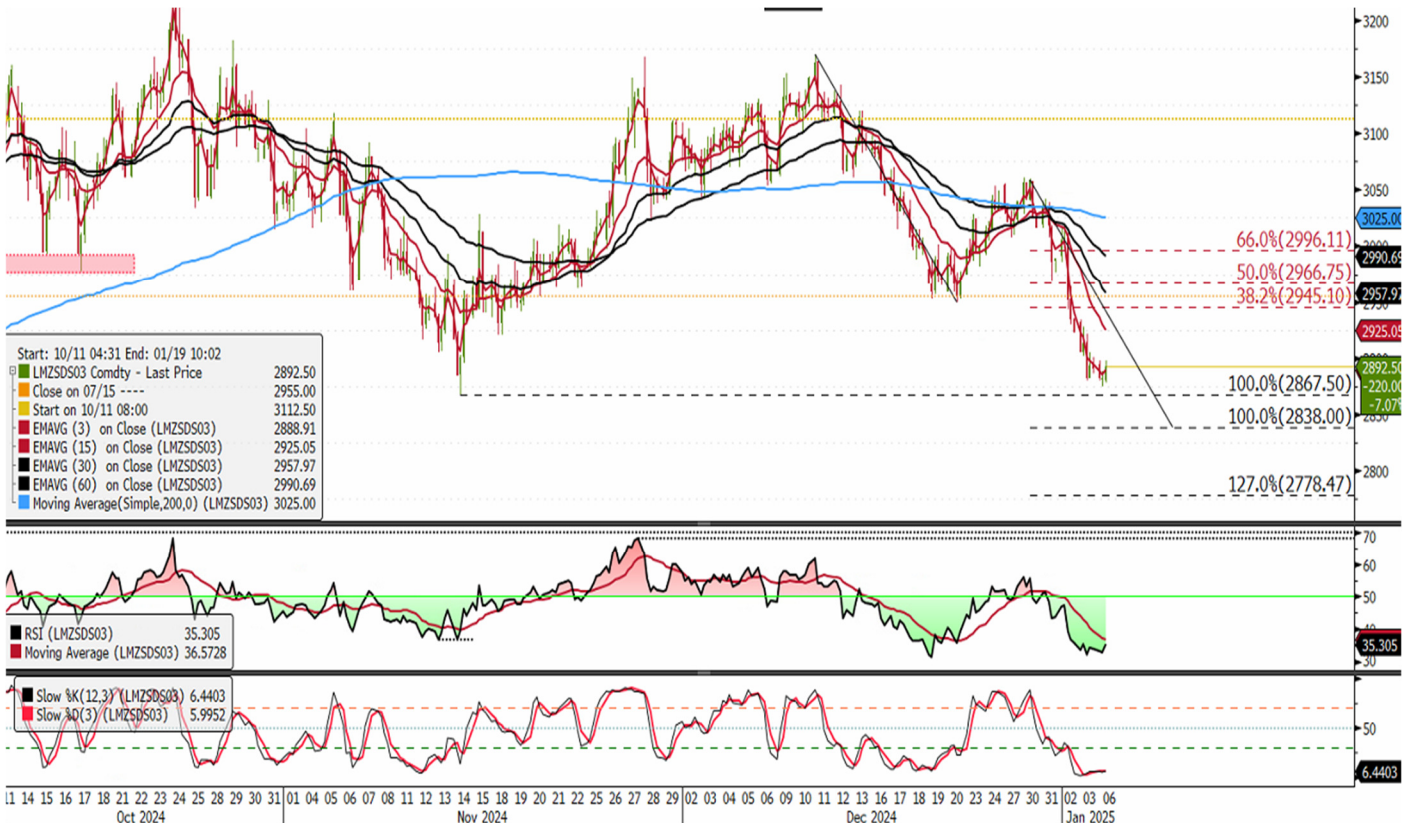 3200
3150
3100
3050
3025.00
66.0%(2996.11)
2990.69
50.0%(2966.75)
2957.97
38.2%(2945.10)
2925.05
2892.50
-220.00
-7.07%
100.0%(2867.50)
100.0%(2838.00)
2800
127.0%(2778.47)
Start: 10/11 04:31 End: 01/19 10:02
LMZSDS03 Comdty - Last Price 2892.50
Close on 07/15 ---- 2955.00
Start on 10/11 08:00 3112.50
EMAVG (3) on Close (LMZSDS03) 2888.91
EMAVG (15) on Close (LMZSDS03) 2925.05
EMAVG (30) on Close (LMZSDS03) 2957.97
EMAVG (60) on Close (LMZSDS03) 2990.69
Moving Average(Simple,200,0) (LMZSDS03) 3025.00
70
60
50
40
35.305
30
RSI (LMZSDS03) 35.305
Moving Average (LMZSDS03) 36.5728
Slow %K(12,3) (LMZSDS03) 6.4403
Slow %D(3) (LMZSDS03) 5.9952
50
6.4403
11 14 15 16 17 18 21 22 23 24 25 28 29 30 31 01 04 05 06 07 08 11 12 13 14 15 18 19 20 21 22 25 26 27 28 29 02 03 04 05 06 09 10 11 12 13 16 17 18 19 20 23 24 27 30 31 02 03 06
Oct 2024 Nov 2024 Dec 2024 Jan 2025